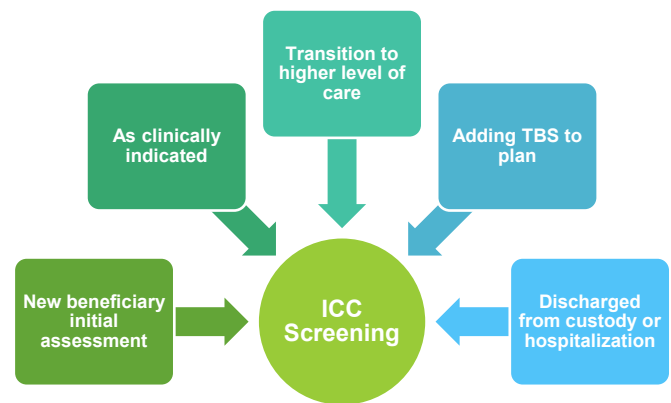 Transition to
higher level of
care
As clinically
indicated
Adding TBS to
plan
New beneficiary
initial
assessment
ICC
Screening
Discharged
from custody or
hospitalization